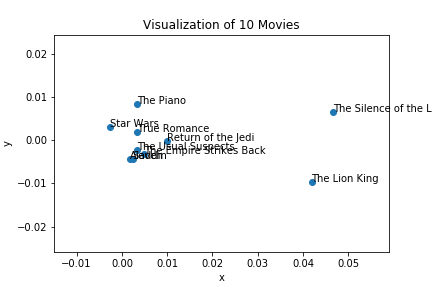 Visualization of 10 Movies
0.02
0.01
0.00
−0.01
−0.02
y
The Piano
The Silence of the L
Star Wars
True Romance
Return of the Jedi
The Usual Suspects
The Empire Strikes Back
The Lion King
−0.01
0.00
0.01
0.02
0.03
0.04
0.05
x